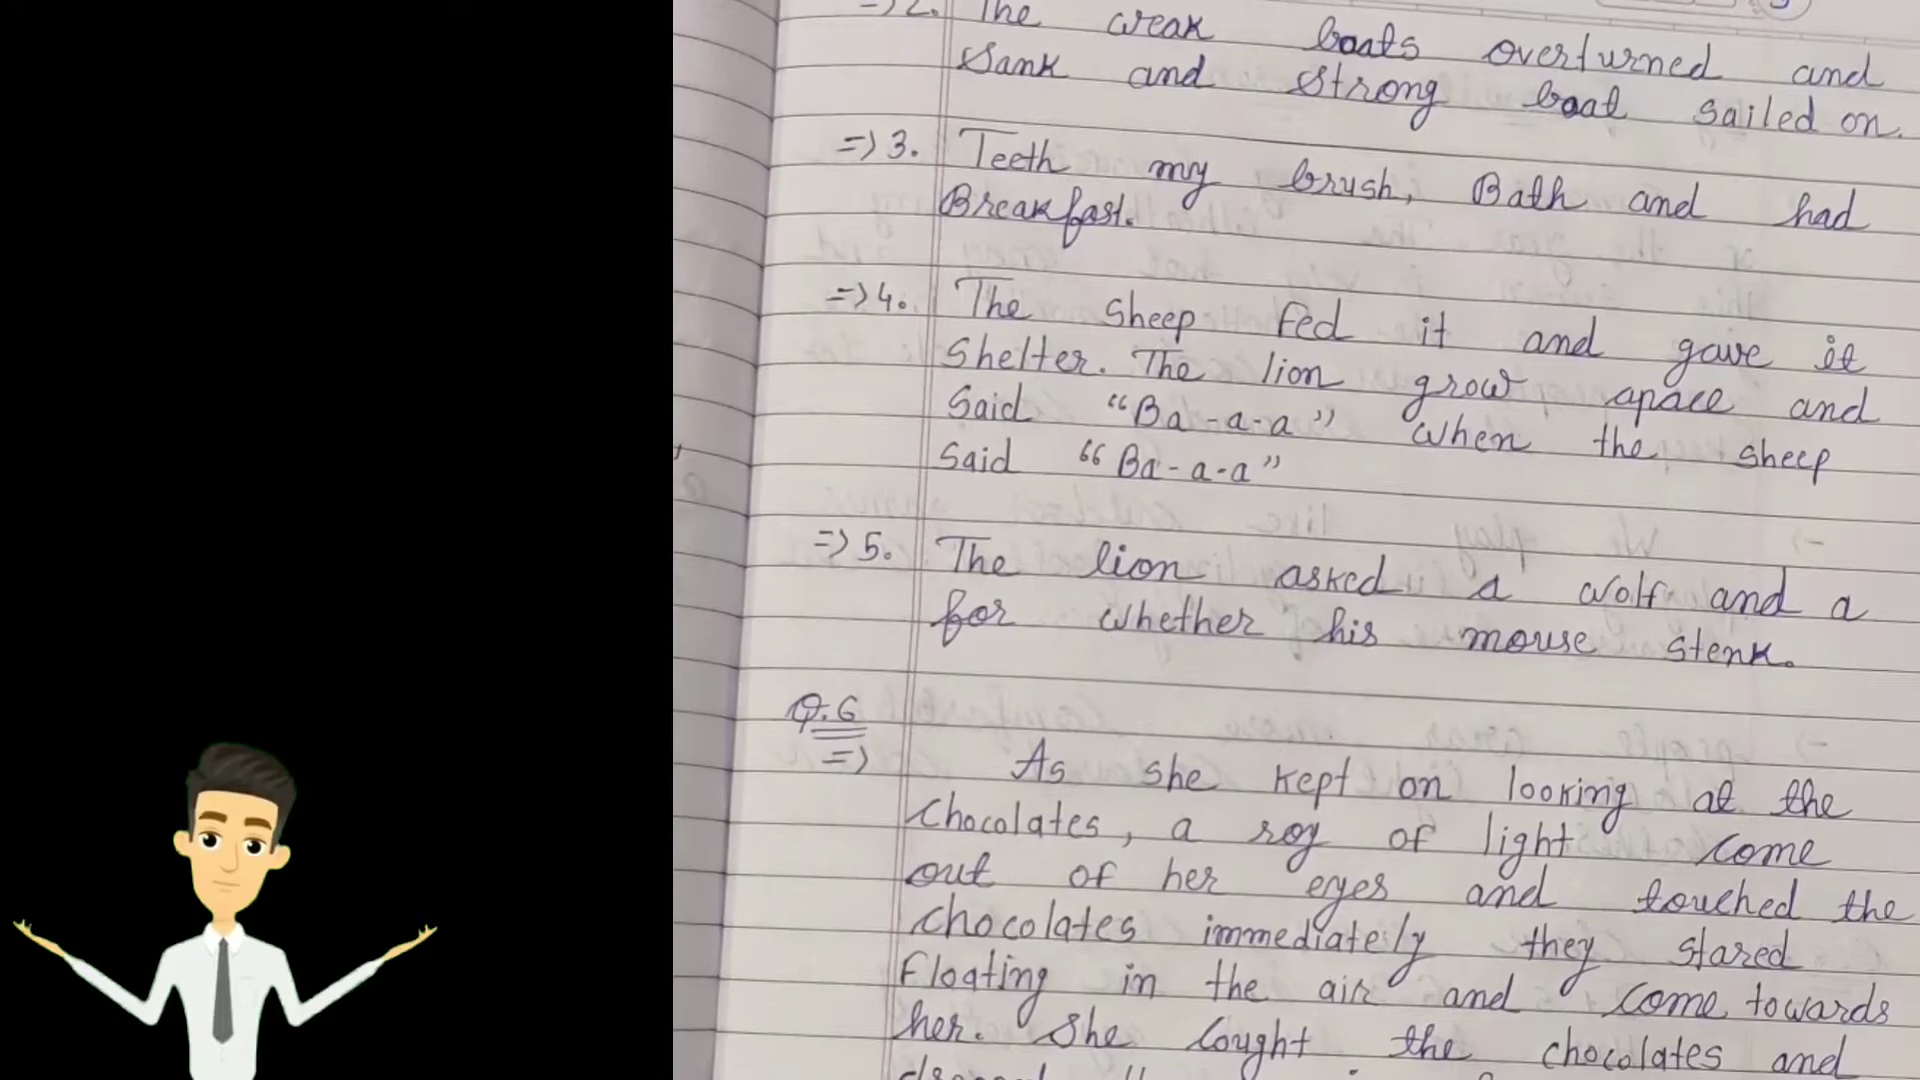 => 2. The weak boats overturned and
sank and strong boat sailed on.
=> 3. Teeth my brush, Bath and had
Breakfast.
=> 4. The sheep fed it and gave it
shelter. The lion grow apace and
said "Ba-a-a" when the sheep
said "Ba-a-a"
=> 5. The lion asked a wolf and a
for whether his mouse stenk.
Q.6
=> As she kept on looking at the
chocolates, a roy of light come
out of her eyes and touched the
chocolates immediately they stared
floating in the air and come towards
her. She cought the chocolates and